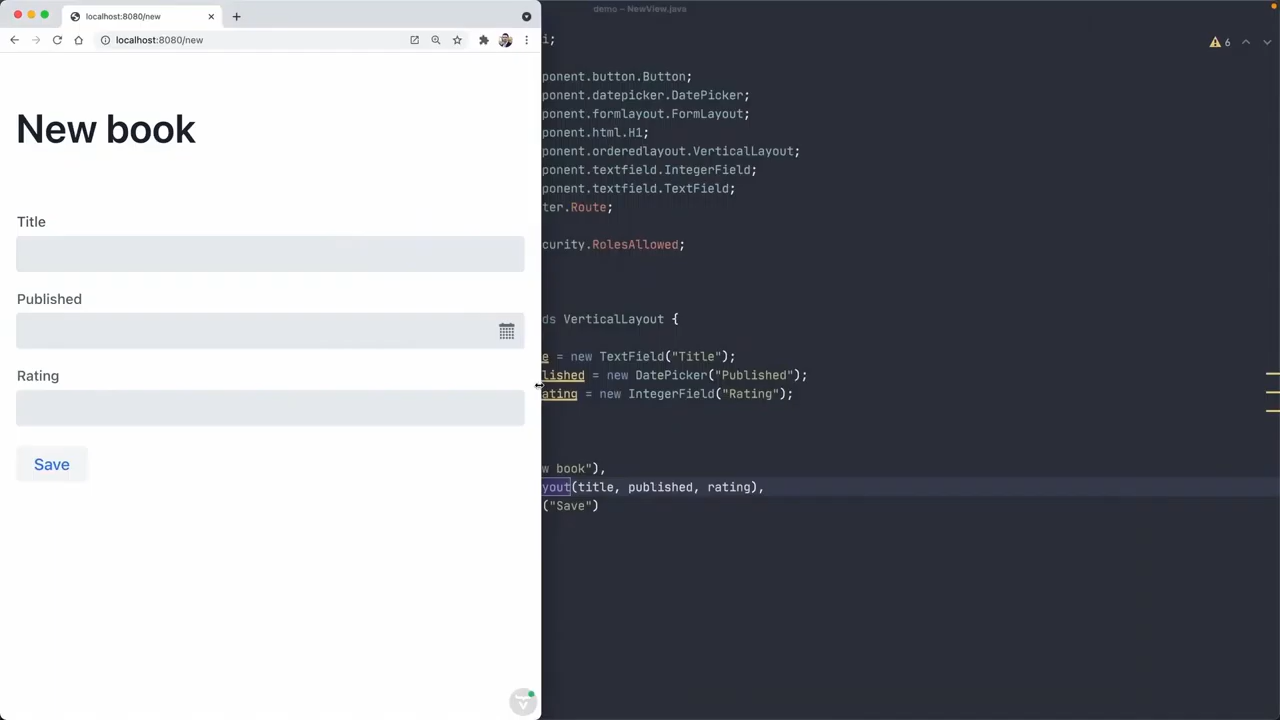 localhost:8080/new
localhost:8080/new
New book
Title
Published
Rating
Save
demo – NewView.java
6
i;
ponent.button.Button;
ponent.datepicker.DatePicker;
ponent.formlayout.FormLayout;
ponent.html.H1;
ponent.orderedlayout.VerticalLayout;
ponent.textfield.IntegerField;
ponent.textfield.TextField;
ter.Route;
curity.RolesAllowed;
ds VerticalLayout {
e = new TextField("Title");
lished = new DatePicker("Published");
ating = new IntegerField("Rating");
w book"),
yout(title, published, rating),
("Save")